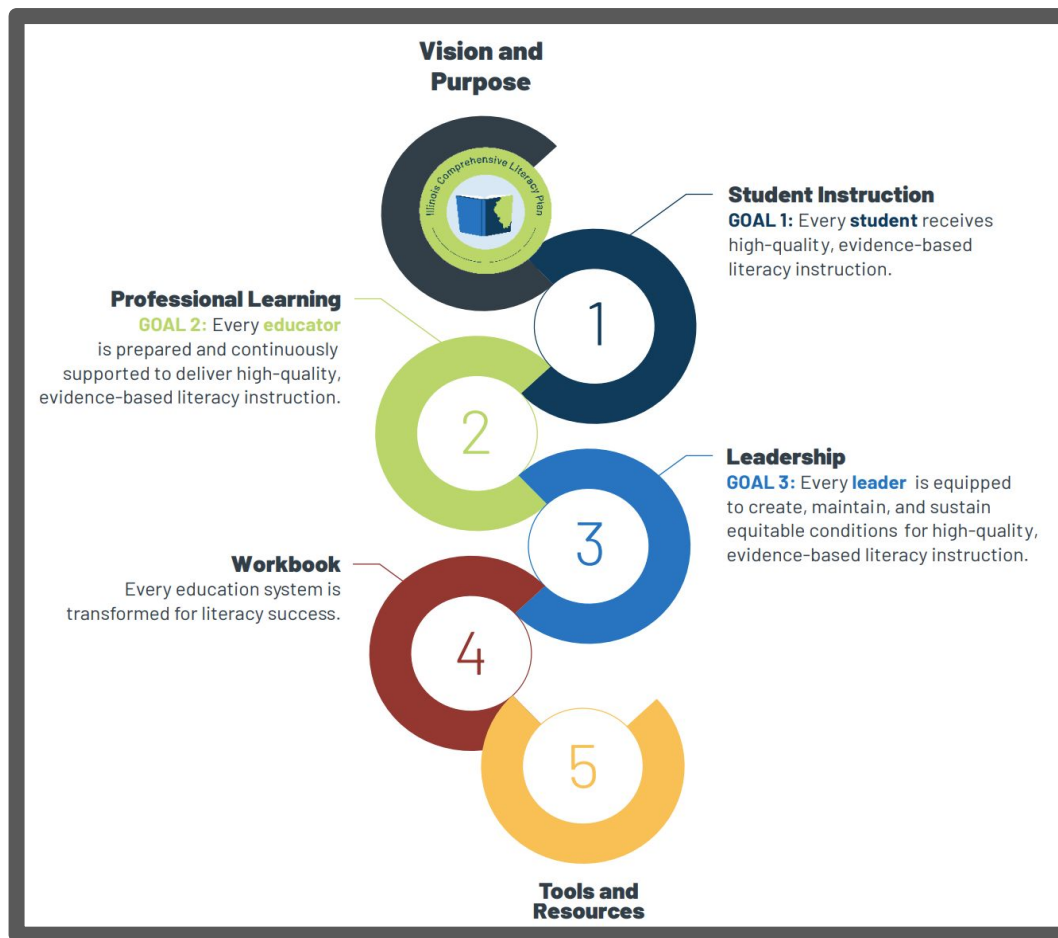 Vision and
Purpose
Illinois Comprehensive Literacy Plan
Student Instruction
GOAL 1: Every student receives
high-quality, evidence-based
literacy instruction.
1
Professional Learning
GOAL 2: Every educator
is prepared and continuously
supported to deliver high-quality,
evidence-based literacy instruction.
2
Leadership
GOAL 3: Every leader is equipped
to create, maintain, and sustain
equitable conditions for high-quality,
evidence-based literacy instruction.
3
Workbook
Every education system is
transformed for literacy success.
4
5
Tools and
Resources